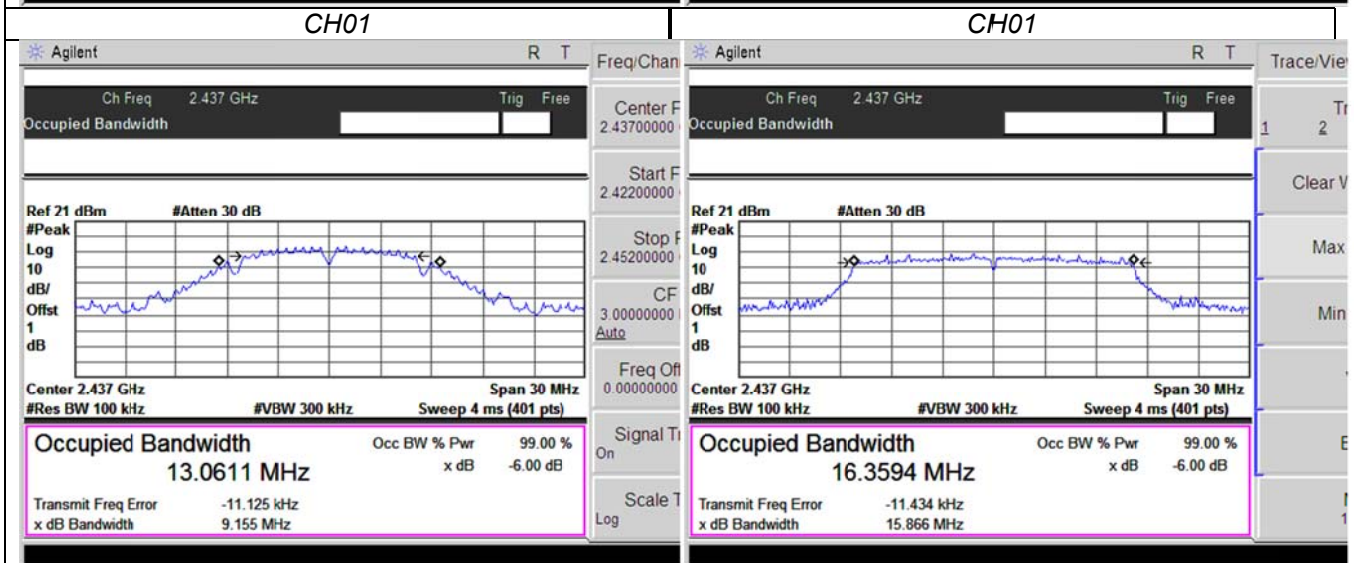 CH01
CH01
Agilent R T
Freq/Chan
Ch Freq 2.437 GHz Trig Free
Occupied Bandwidth
Center F
2.43700000
Start F
2.42200000
Ref 21 dBm #Atten 30 dB
#Peak
Log
10
dB/
Offst
1
dB
Stop F
2.45200000
CF
3.00000000
Auto
Freq Off
0.00000000
Center 2.437 GHz Span 30 MHz
#Res BW 100 kHz #VBW 300 kHz Sweep 4 ms (401 pts)
Signal Tr
On
Occupied Bandwidth Occ BW % Pwr 99.00 %
13.0611 MHz x dB -6.00 dB
Transmit Freq Error -11.125 kHz
x dB Bandwidth 9.155 MHz
Scale T
Log
Agilent R T
Trace/View
Ch Freq 2.437 GHz Trig Free
Occupied Bandwidth
Tr
1 2
Clear W
Ref 21 dBm #Atten 30 dB
#Peak
Log
10
dB/
Offst
1
dB
Max
Min
Center 2.437 GHz Span 30 MHz
#Res BW 100 kHz #VBW 300 kHz Sweep 4 ms (401 pts)
Occupied Bandwidth Occ BW % Pwr 99.00 %
16.3594 MHz x dB -6.00 dB
Transmit Freq Error -11.434 kHz
x dB Bandwidth 15.866 MHz